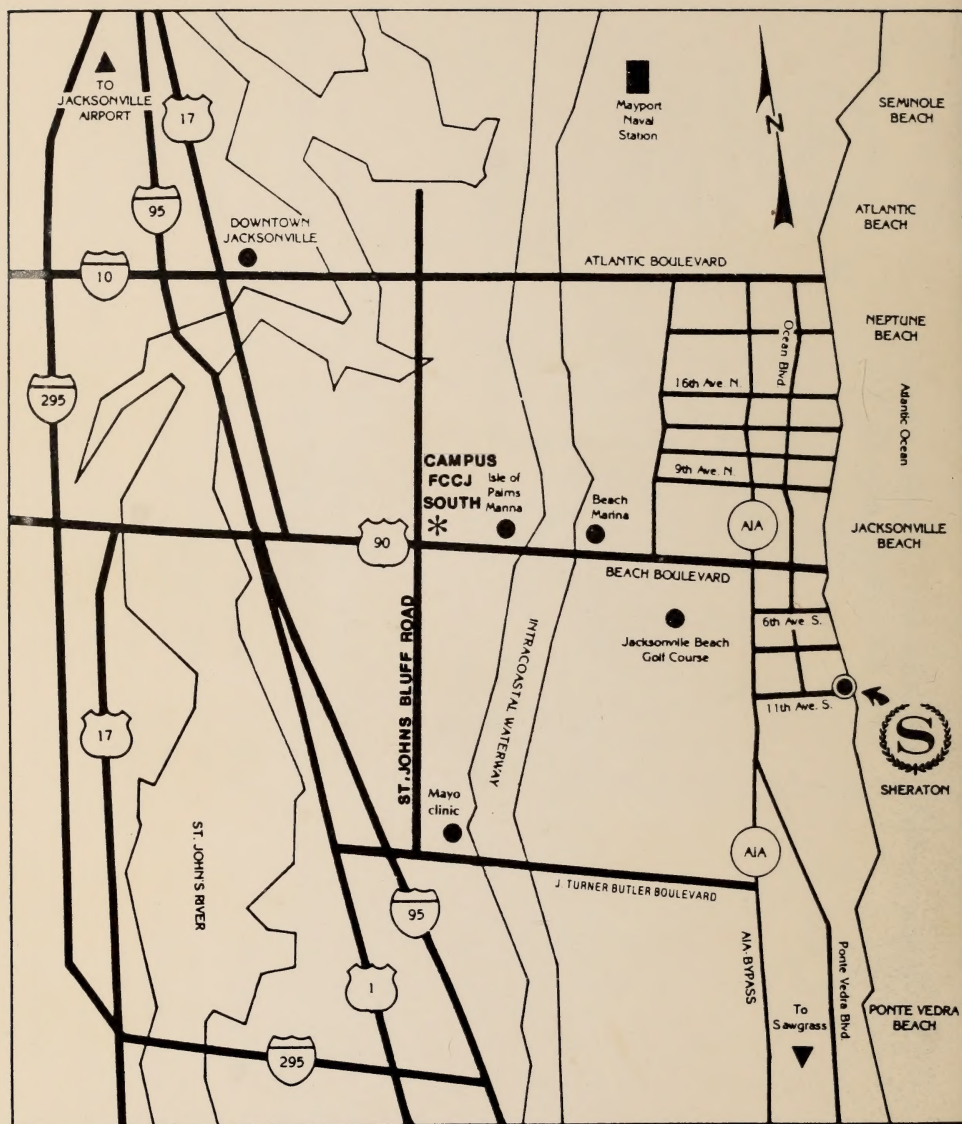 TO
JACKSONVILLE
AIRPORT
17
95
DOWNTOWN
JACKSONVILLE
10
295
Mayport
Naval
Station
N
SEMINOLE
BEACH
ATLANTIC
BEACH
ATLANTIC BOULEVARD
NEPTUNE
BEACH
Ocean Blvd.
16th Ave. N.
Atlantic Ocean
9th Ave. N.
CAMPUS
FCCJ
SOUTH
Isle of
Palms
Marina
Beach
Marina
A1A
JACKSONVILLE
BEACH
90
BEACH BOULEVARD
ST. JOHNS BLUFF ROAD
INTRACOASTAL WATERWAY
Jacksonville Beach
Golf Course
6th Ave. S.
11th Ave. S.
S
SHERATON
17
ST. JOHN'S RIVER
Mayo
clinic
A1A
J. TURNER BUTLER BOULEVARD
95
1
295
A1A-BYPASS
Ponte Vedra Blvd.
To
Sawgrass
PONTE VEDRA
BEACH